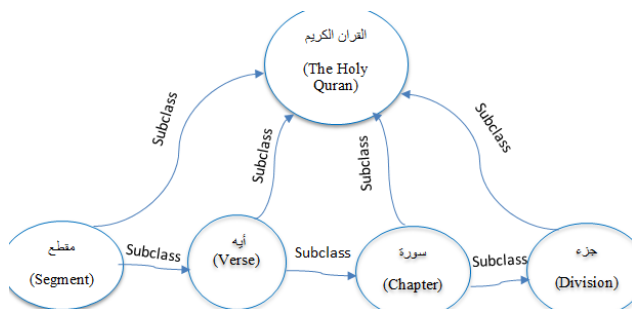 القران الكريم
(The Holy
Quran)
Subclass
Subclass
Subclass
Subclass
مقطع
(Segment)
Subclass
أيه
(Verse)
Subclass
سورة
(Chapter)
Subclass
جزء
(Division)